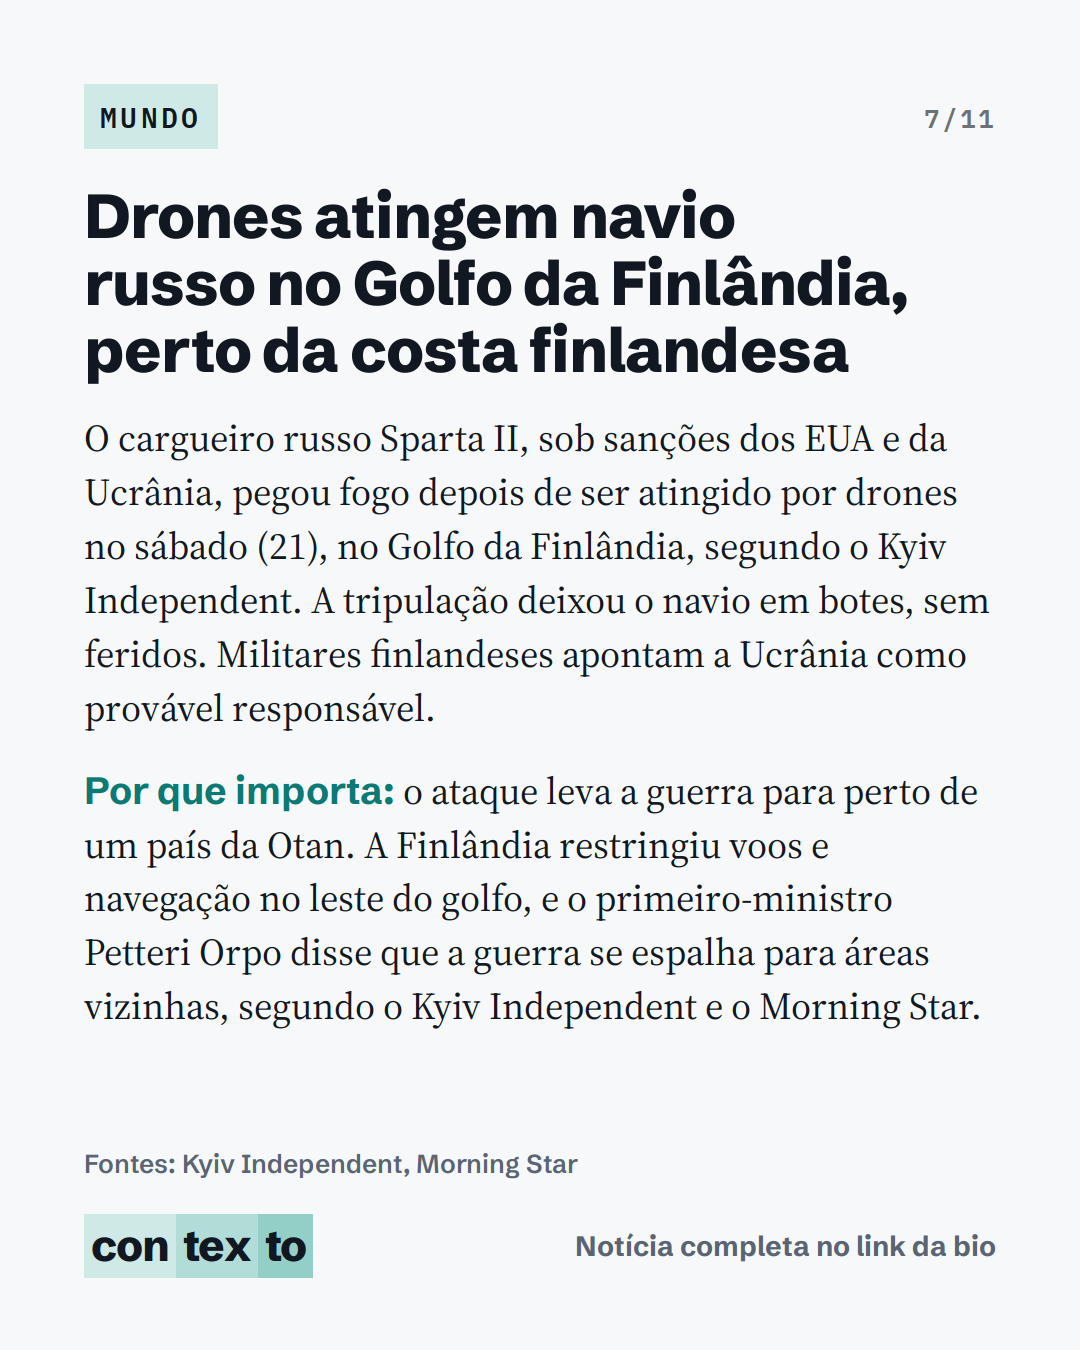 MUNDO
7/11
Drones atingem navio
russo no Golfo da Finlândia,
perto da costa finlandesa
O cargueiro russo Sparta II, sob sanções dos EUA e da
Ucrânia, pegou fogo depois de ser atingido por drones
no sábado (21), no Golfo da Finlândia, segundo o Kyiv
Independent. A tripulação deixou o navio em botes, sem
feridos. Militares finlandeses apontam a Ucrânia como
provável responsável.
Por que importa: o ataque leva a guerra para perto de
um país da Otan. A Finlândia restringiu voos e
navegação no leste do golfo, e o primeiro-ministro
Petteri Orpo disse que a guerra se espalha para áreas
vizinhas, segundo o Kyiv Independent e o Morning Star.
Fontes: Kyiv Independent, Morning Star
con tex to
Notícia completa no link da bio